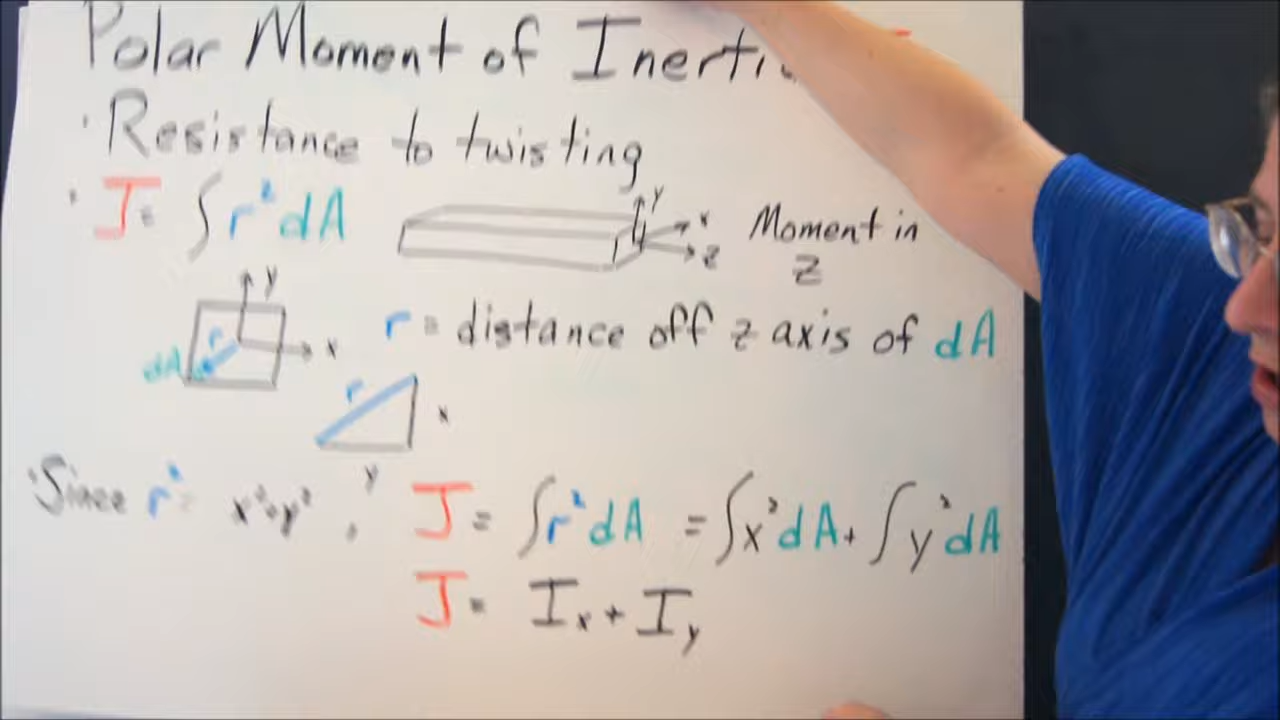 Polar Moment of Inerti
· Resistance to twisting
· J = ∫r²dA
y
x
z
Moment in
z
y
x
r
dA
r = distance off z axis of dA
r
x
y
· Since r² = x²+y², J = ∫r²dA = ∫x²dA + ∫y²dA
J = Ix + Iy